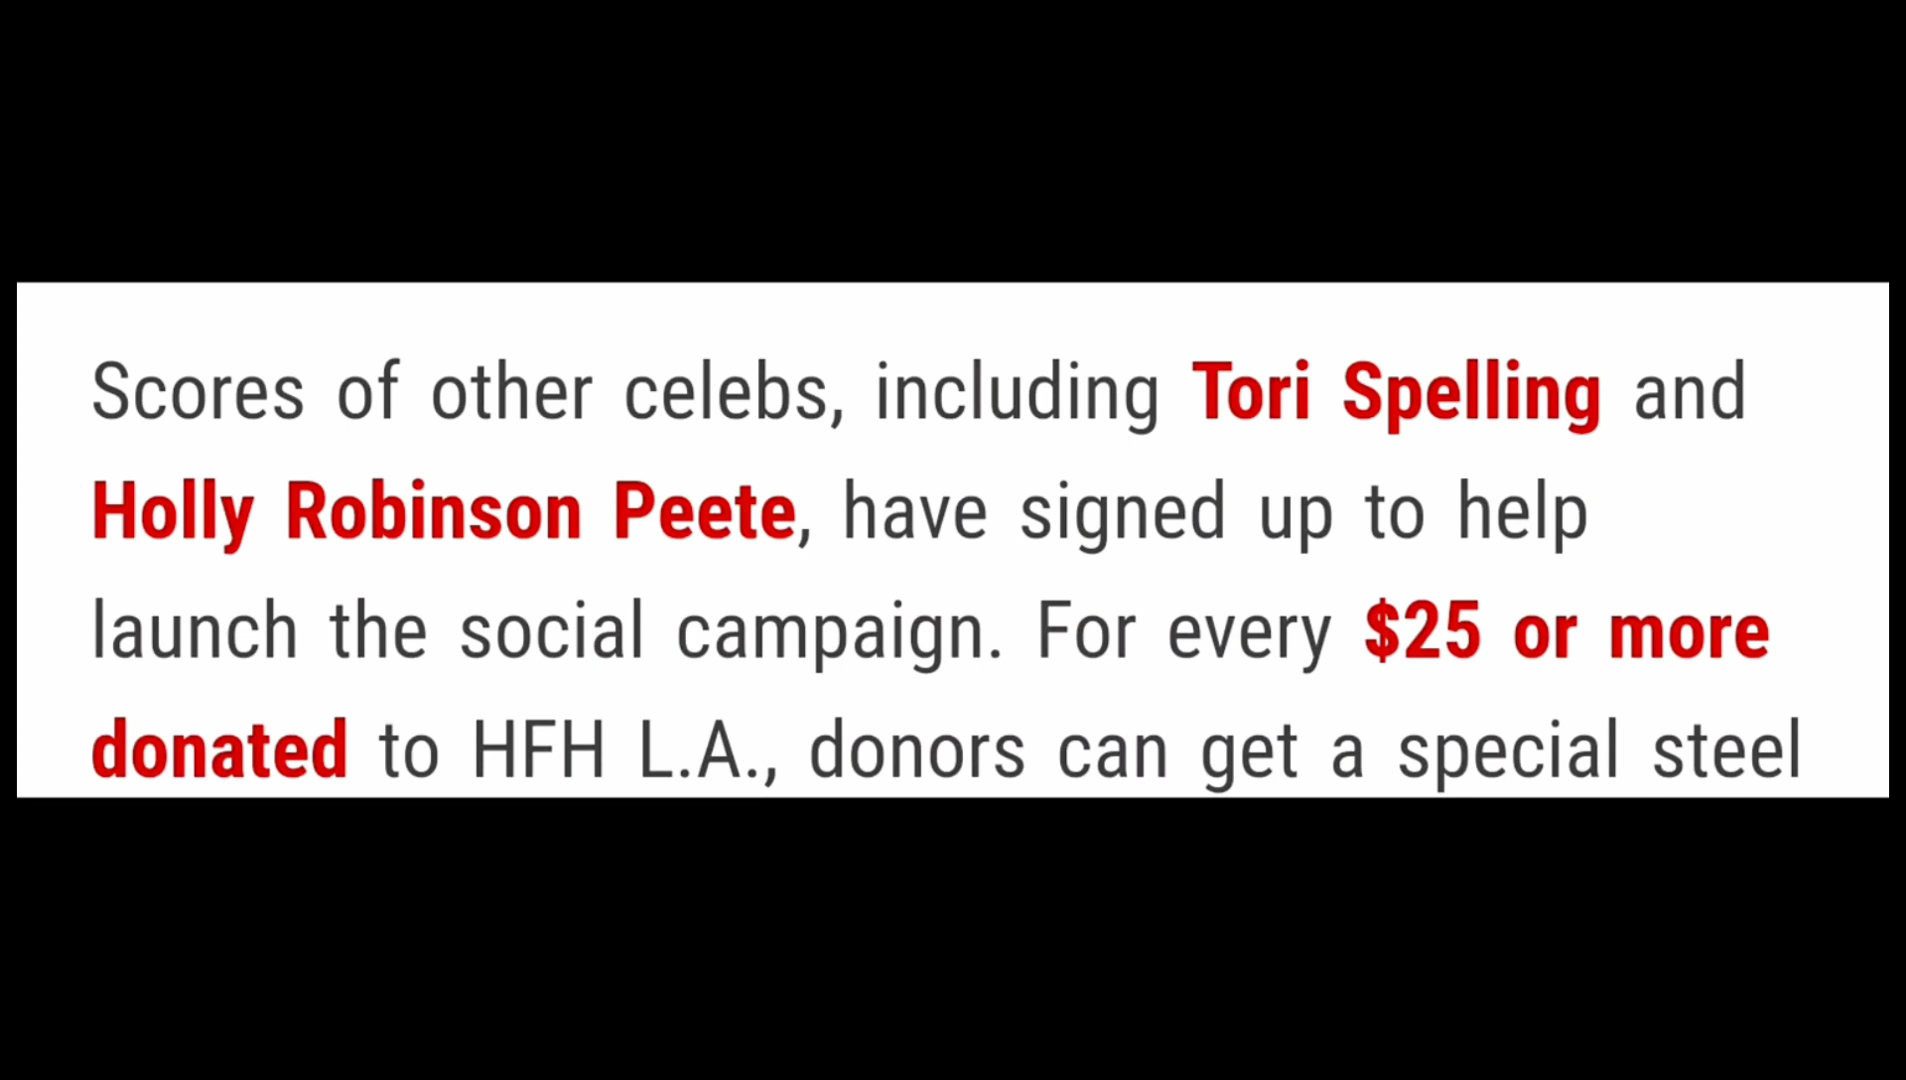 Scores of other celebs, including Tori Spelling and
Holly Robinson Peete, have signed up to help
launch the social campaign. For every $25 or more
donated to HFH L.A., donors can get a special steel